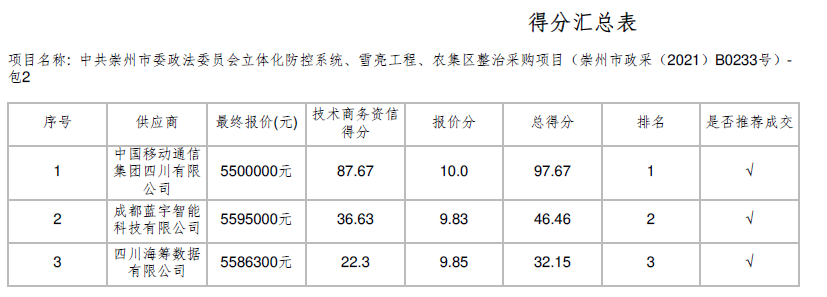 得分汇总表
项目名称：中共崇州市委政法委员会立体化防控系统、雪亮工程、农集区整治采购项目（崇州市政采（2021）B0233号）-
包2
序号 供应商 最终报价(元) 技术商务资信得分 报价分 总得分 排名 是否推荐成交
1 中国移动通信集团四川有限公司 5500000元 87.67 10.0 97.67 1 √
2 成都蓝宇智能科技有限公司 5595000元 36.63 9.83 46.46 2 √
3 四川海筹数据有限公司 5586300元 22.3 9.85 32.15 3 √